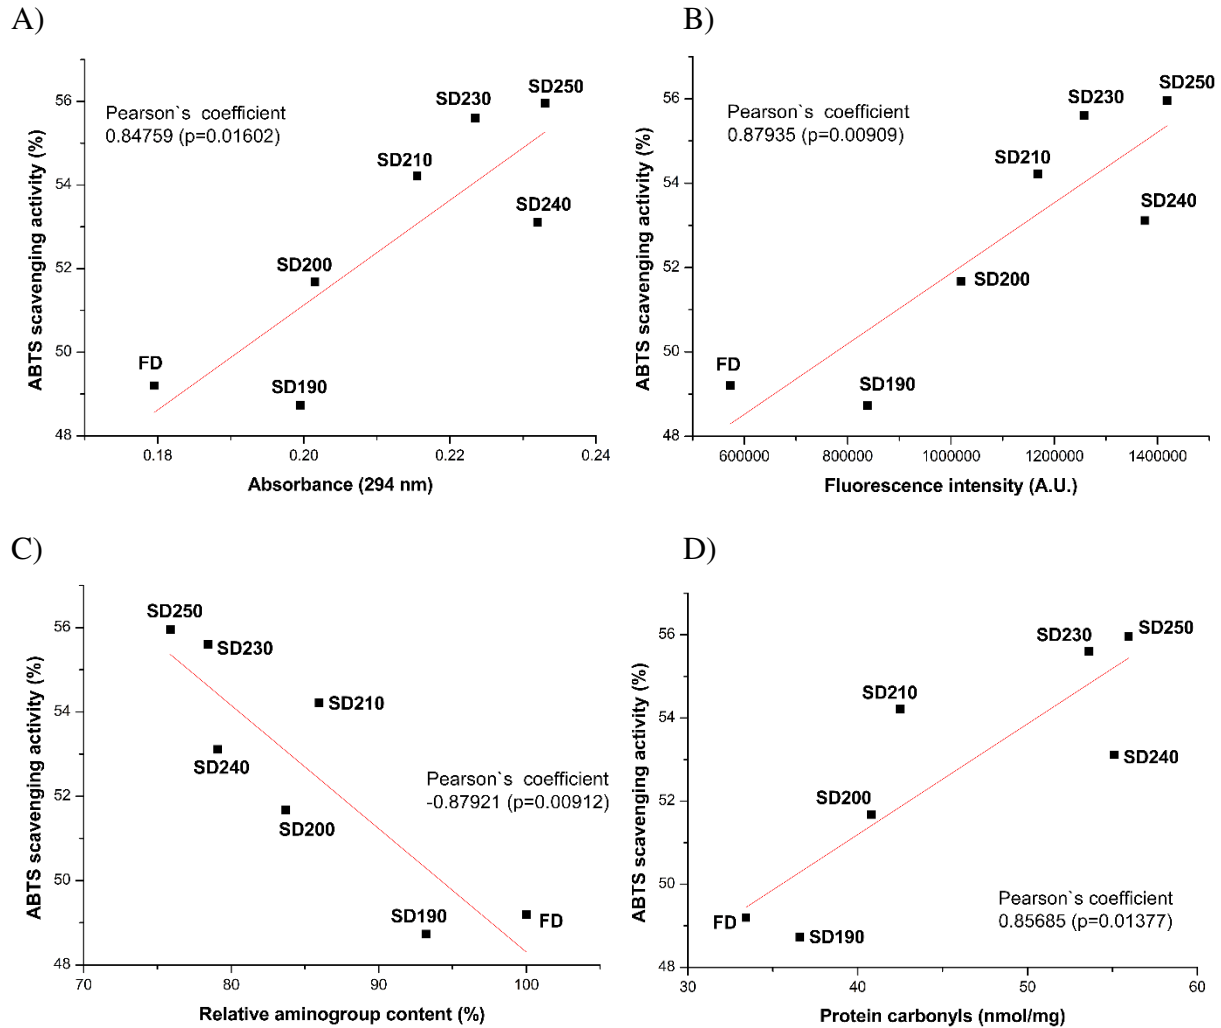 A)
Pearson`s coefficient
0.84759 (p=0.01602)
SD250
SD230
SD210
SD240
SD200
FD
SD190
56
54
52
50
48
0.18
0.20
0.22
0.24
ABTS scavenging activity (%)
Absorbance (294 nm)
B)
Pearson`s coefficient
0.87935 (p=0.00909)
SD250
SD230
SD210
SD240
SD200
FD
SD190
56
54
52
50
48
600000
800000
1000000
1200000
1400000
ABTS scavenging activity (%)
Fluorescence intensity (A.U.)
C)
SD250
SD230
SD210
SD240
Pearson`s coefficient
-0.87921 (p=0.00912)
SD200
SD190
FD
56
54
52
50
48
70
80
90
100
ABTS scavenging activity (%)
Relative aminogroup content (%)
D)
SD250
SD230
SD210
SD240
SD200
Pearson`s coefficient
0.85685 (p=0.01377)
FD
SD190
56
54
52
50
48
30
40
50
60
ABTS scavenging activity (%)
Protein carbonyls (nmol/mg)